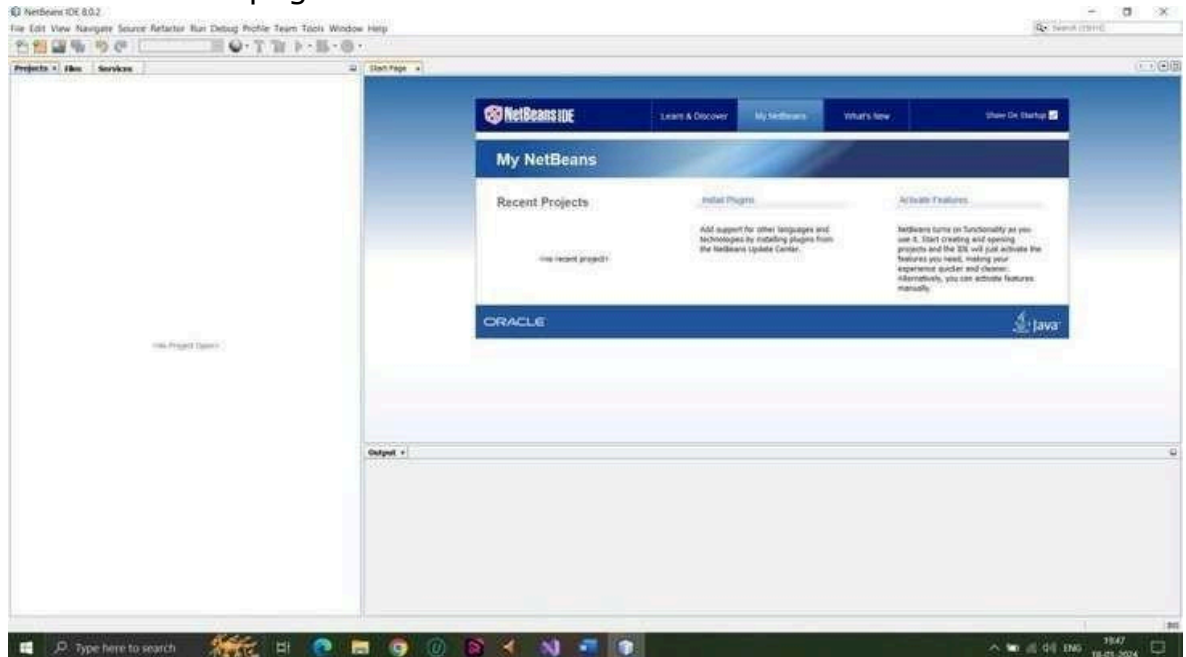 NetBeans IDE 8.0.2
File Edit View Navigate Source Refactor Run Debug Profile Team Tools Window Help
Search (Ctrl+I)
Projects Files Services
Start Page
NetBeans IDE
Learn & Discover My NetBeans What's New Show On Startup
My NetBeans
Recent Projects
<no recent project>
Install Plugins
Add support for other languages and
technologies by installing plugins from
the NetBeans Update Center.
Activate Features
NetBeans turns on functionality as you
use it. Start creating and opening
projects and the IDE will just activate the
features you need, making your
experience quicker and cleaner.
Alternatively, you can activate features
manually.
ORACLE
Java
<No Project Open>
Output
INS
Type here to search
ENG
19:47